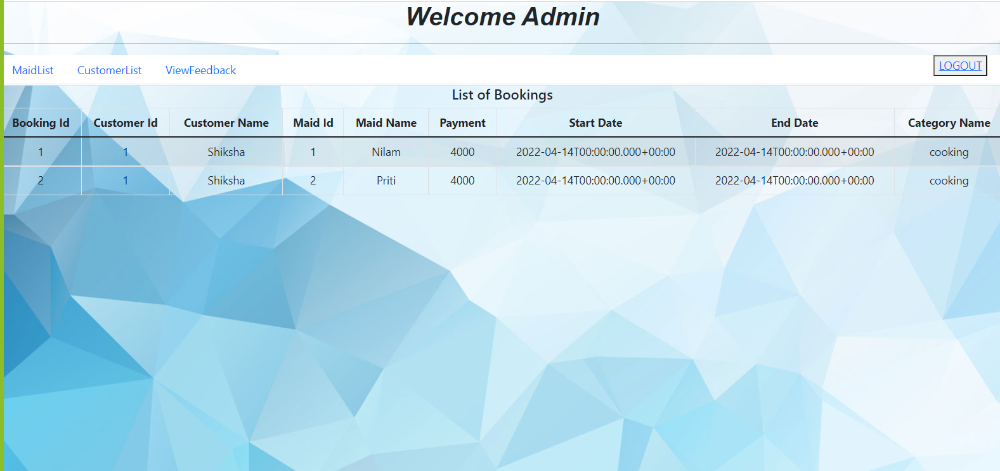 Welcome Admin
MaidList CustomerList ViewFeedback LOGOUT
List of Bookings
Booking Id Customer Id Customer Name Maid Id Maid Name Payment Start Date End Date Category Name
1 1 Shiksha 1 Nilam 4000 2022-04-14T00:00:00.000+00:00 2022-04-14T00:00:00.000+00:00 cooking
2 1 Shiksha 2 Priti 4000 2022-04-14T00:00:00.000+00:00 2022-04-14T00:00:00.000+00:00 cooking